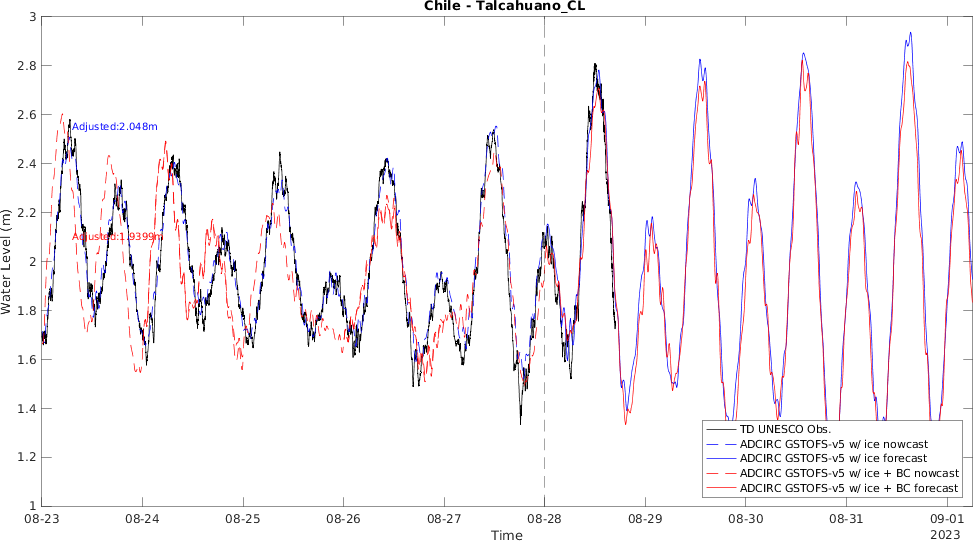 Chile - Talcahuano_CL
3
2.8
2.6
2.4
2.2
2
1.8
1.6
1.4
1.2
1
Water Level (m)
Adjusted:2.048m
Adjusted:1.9399m
TD UNESCO Obs.
ADCIRC GSTOFS-v5 w/ ice nowcast
ADCIRC GSTOFS-v5 w/ ice forecast
ADCIRC GSTOFS-v5 w/ ice + BC nowcast
ADCIRC GSTOFS-v5 w/ ice + BC forecast
08-23 08-24 08-25 08-26 08-27 08-28 08-29 08-30 08-31 09-01
2023
Time